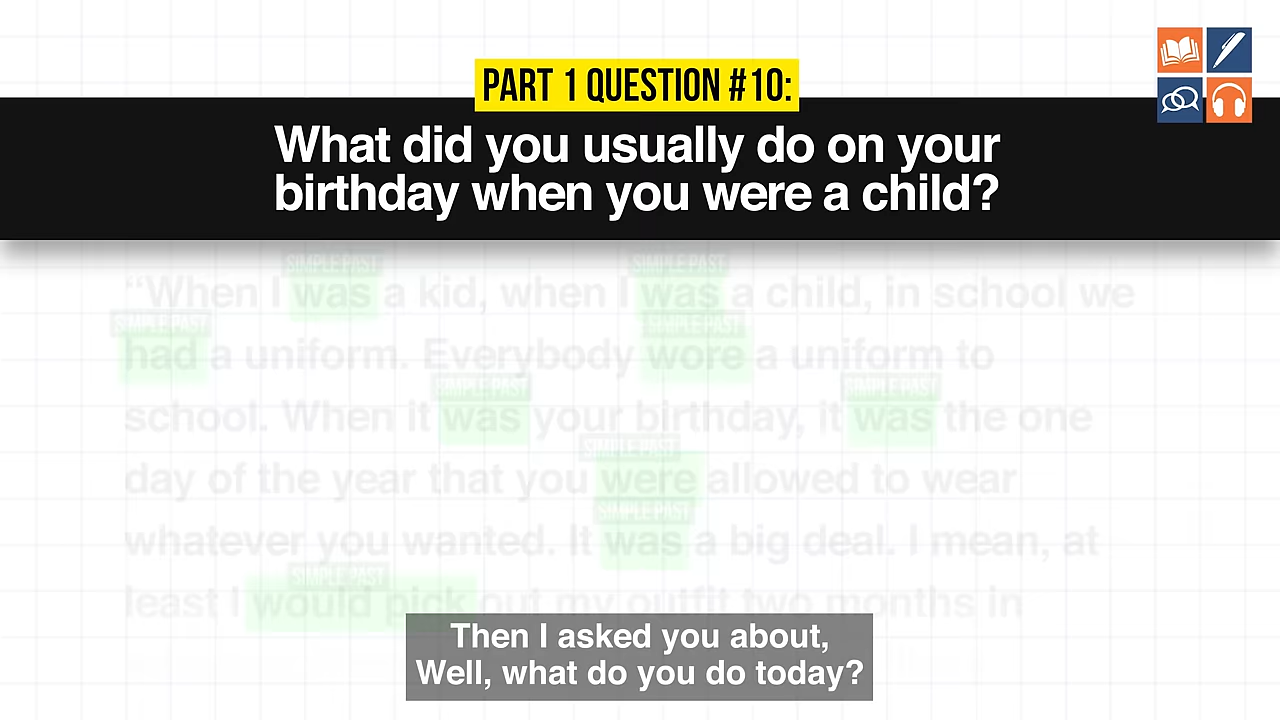 PART 1 QUESTION #10:
What did you usually do on your
birthday when you were a child?
SIMPLE PAST SIMPLE PAST
“When I was a kid, when I was a child, in school we
SIMPLE PAST SIMPLE PAST
had a uniform. Everybody wore a uniform to
SIMPLE PAST SIMPLE PAST
school. When it was your birthday, it was the one
SIMPLE PAST
day of the year that you were allowed to wear
SIMPLE PAST
whatever you wanted. It was a big deal. I mean, at
SIMPLE PAST
least I would pick out my outfit two months in
Then I asked you about,
Well, what do you do today?